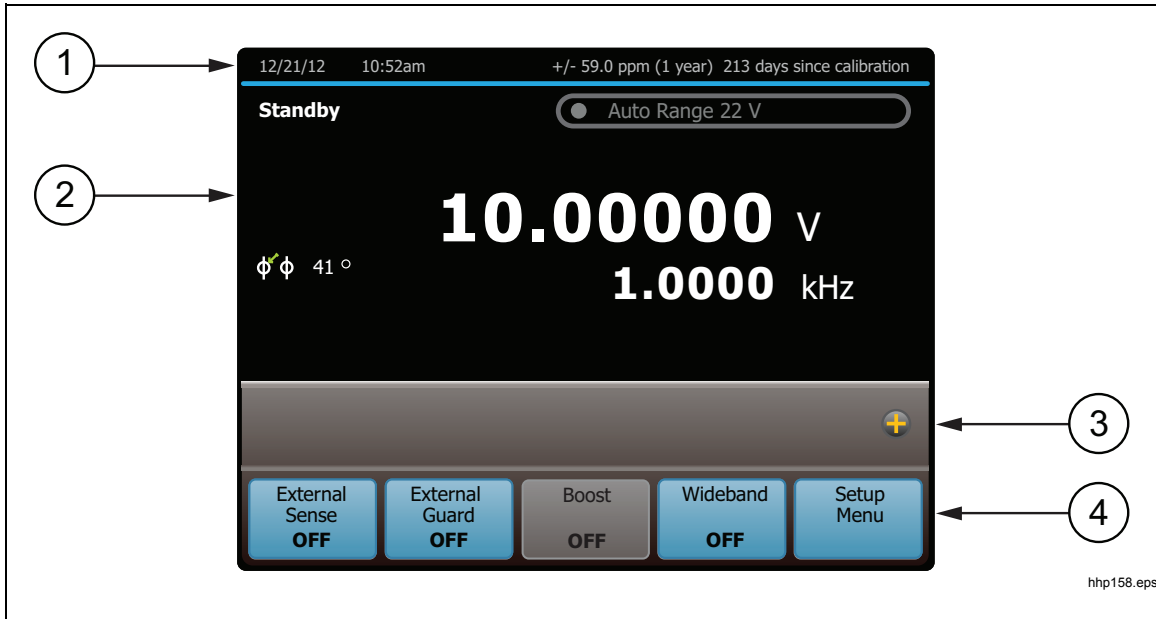 1
12/21/12 10:52am +/- 59.0 ppm (1 year) 213 days since calibration
Standby
Auto Range 22 V
2
10.00000 V
ϕ ϕ 41 °
1.0000 kHz
3
External Sense OFF
External Guard OFF
Boost OFF
Wideband OFF
Setup Menu
4
hhp158.eps